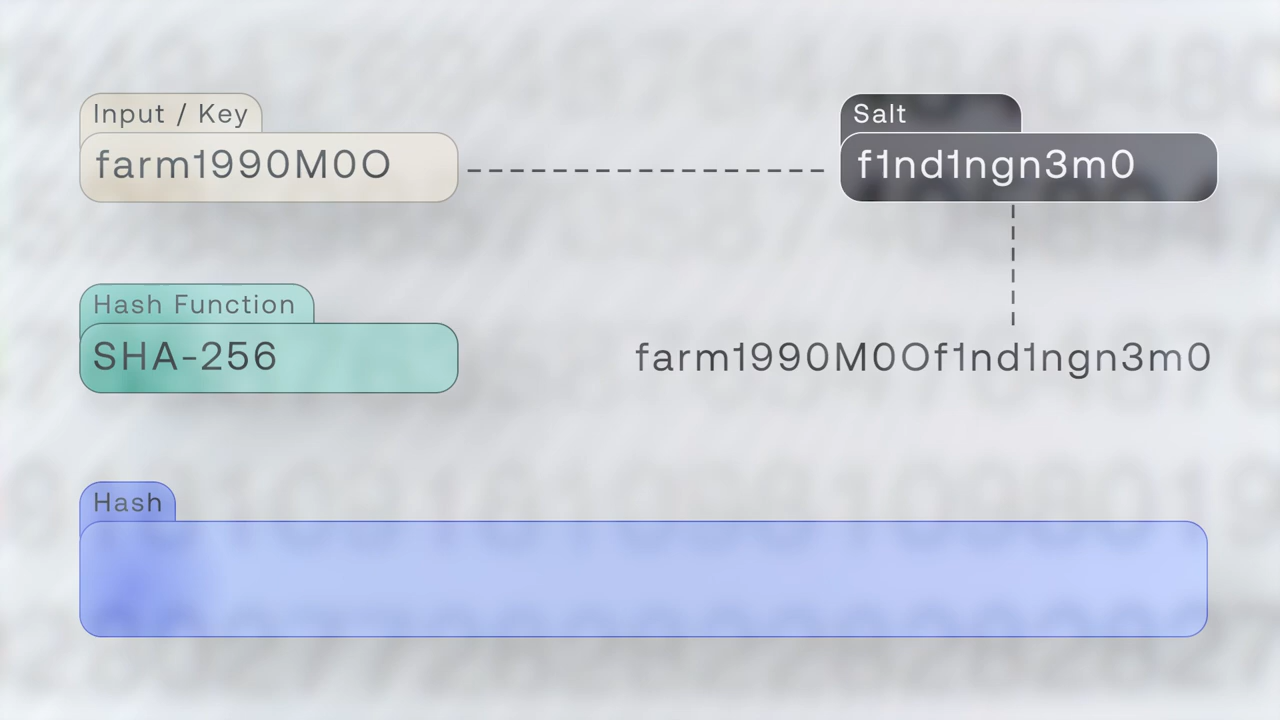 Input / Key
farm1990M0O
Salt
f1nd1ngn3m0
Hash Function
SHA-256
farm1990M0Of1nd1ngn3m0
Hash